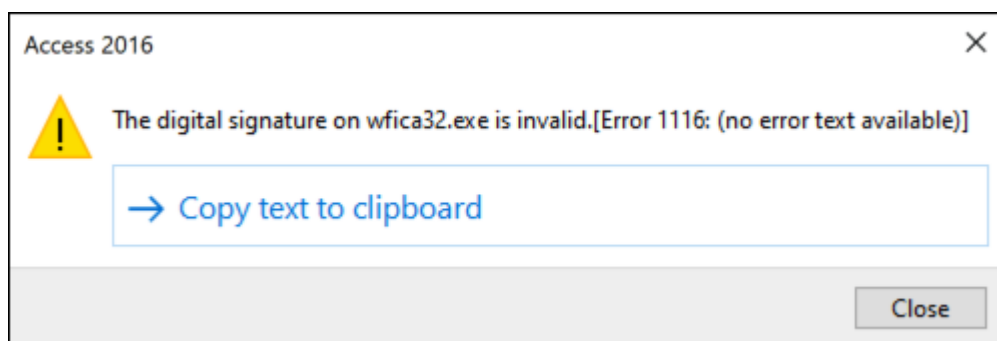 Access 2016
The digital signature on wfica32.exe is invalid.[Error 1116: (no error text available)]
Copy text to clipboard
Close